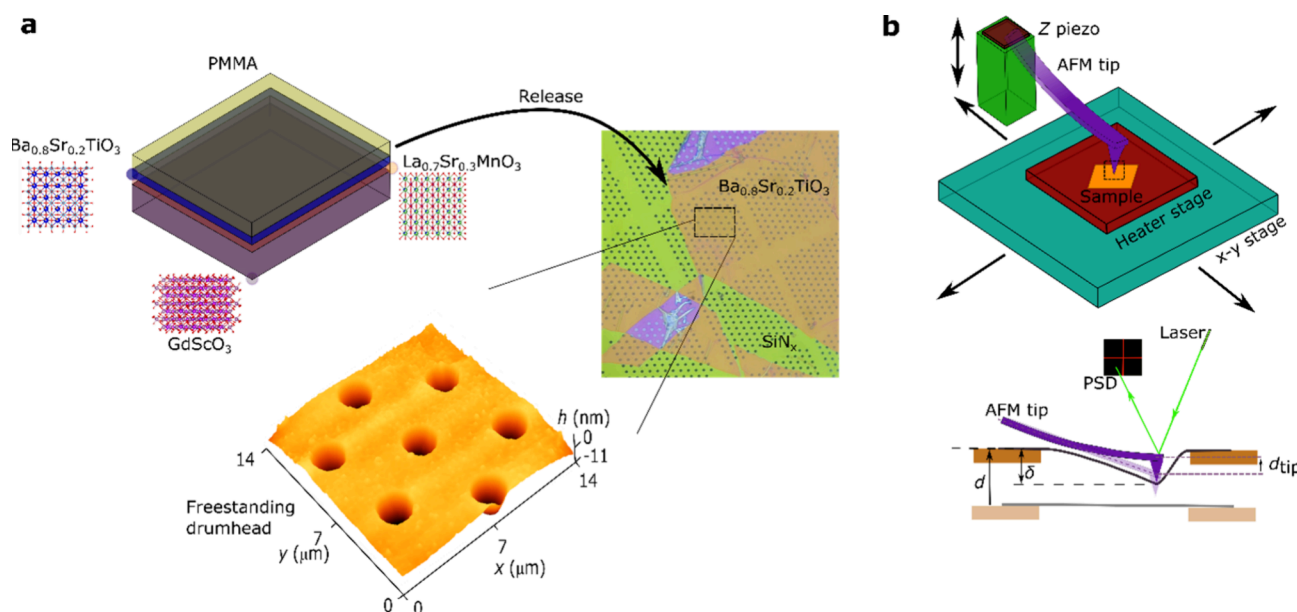 a
PMMA
Release
Ba0.8Sr0.2TiO3
La0.7Sr0.3MnO3
GdScO3
Ba0.8Sr0.2TiO3
SiNx
h (nm)
0
-11
14
14
Freestanding
drumhead
7
y (μm)
7
x (μm)
0
0
b
Z piezo
AFM tip
Sample
Heater stage
x-y stage
Laser
PSD
AFM tip
d
δ
dtip